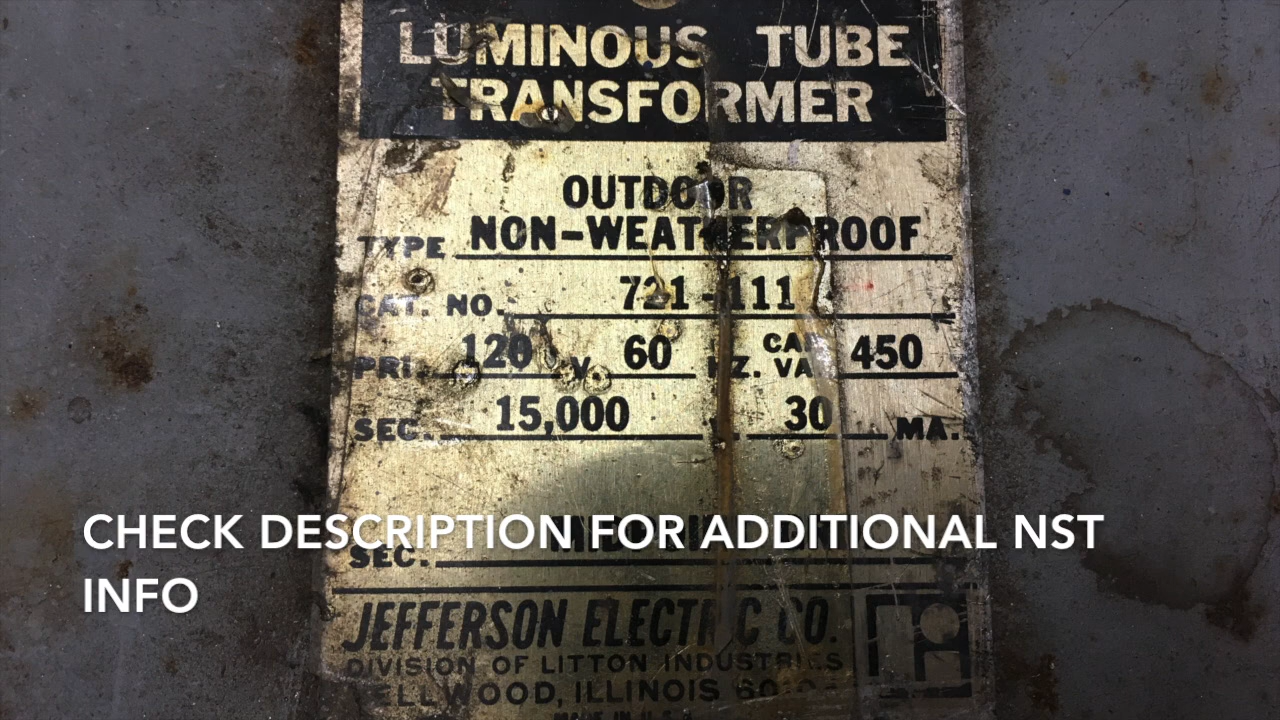 LUMINOUS TUBE
TRANSFORMER
OUTDOOR
TYPE NON-WEATHERPROOF
CAT. NO. 721-111
PRI. 120 V. 60 HZ. VA. 450
SEC. 15,000 V. 30 MA.
CHECK DESCRIPTION FOR ADDITIONAL NST
SEC.
INFO
JEFFERSON ELECTRIC CO.
DIVISION OF LITTON INDUSTRIES
BELLWOOD, ILLINOIS
MADE IN U.S.A.